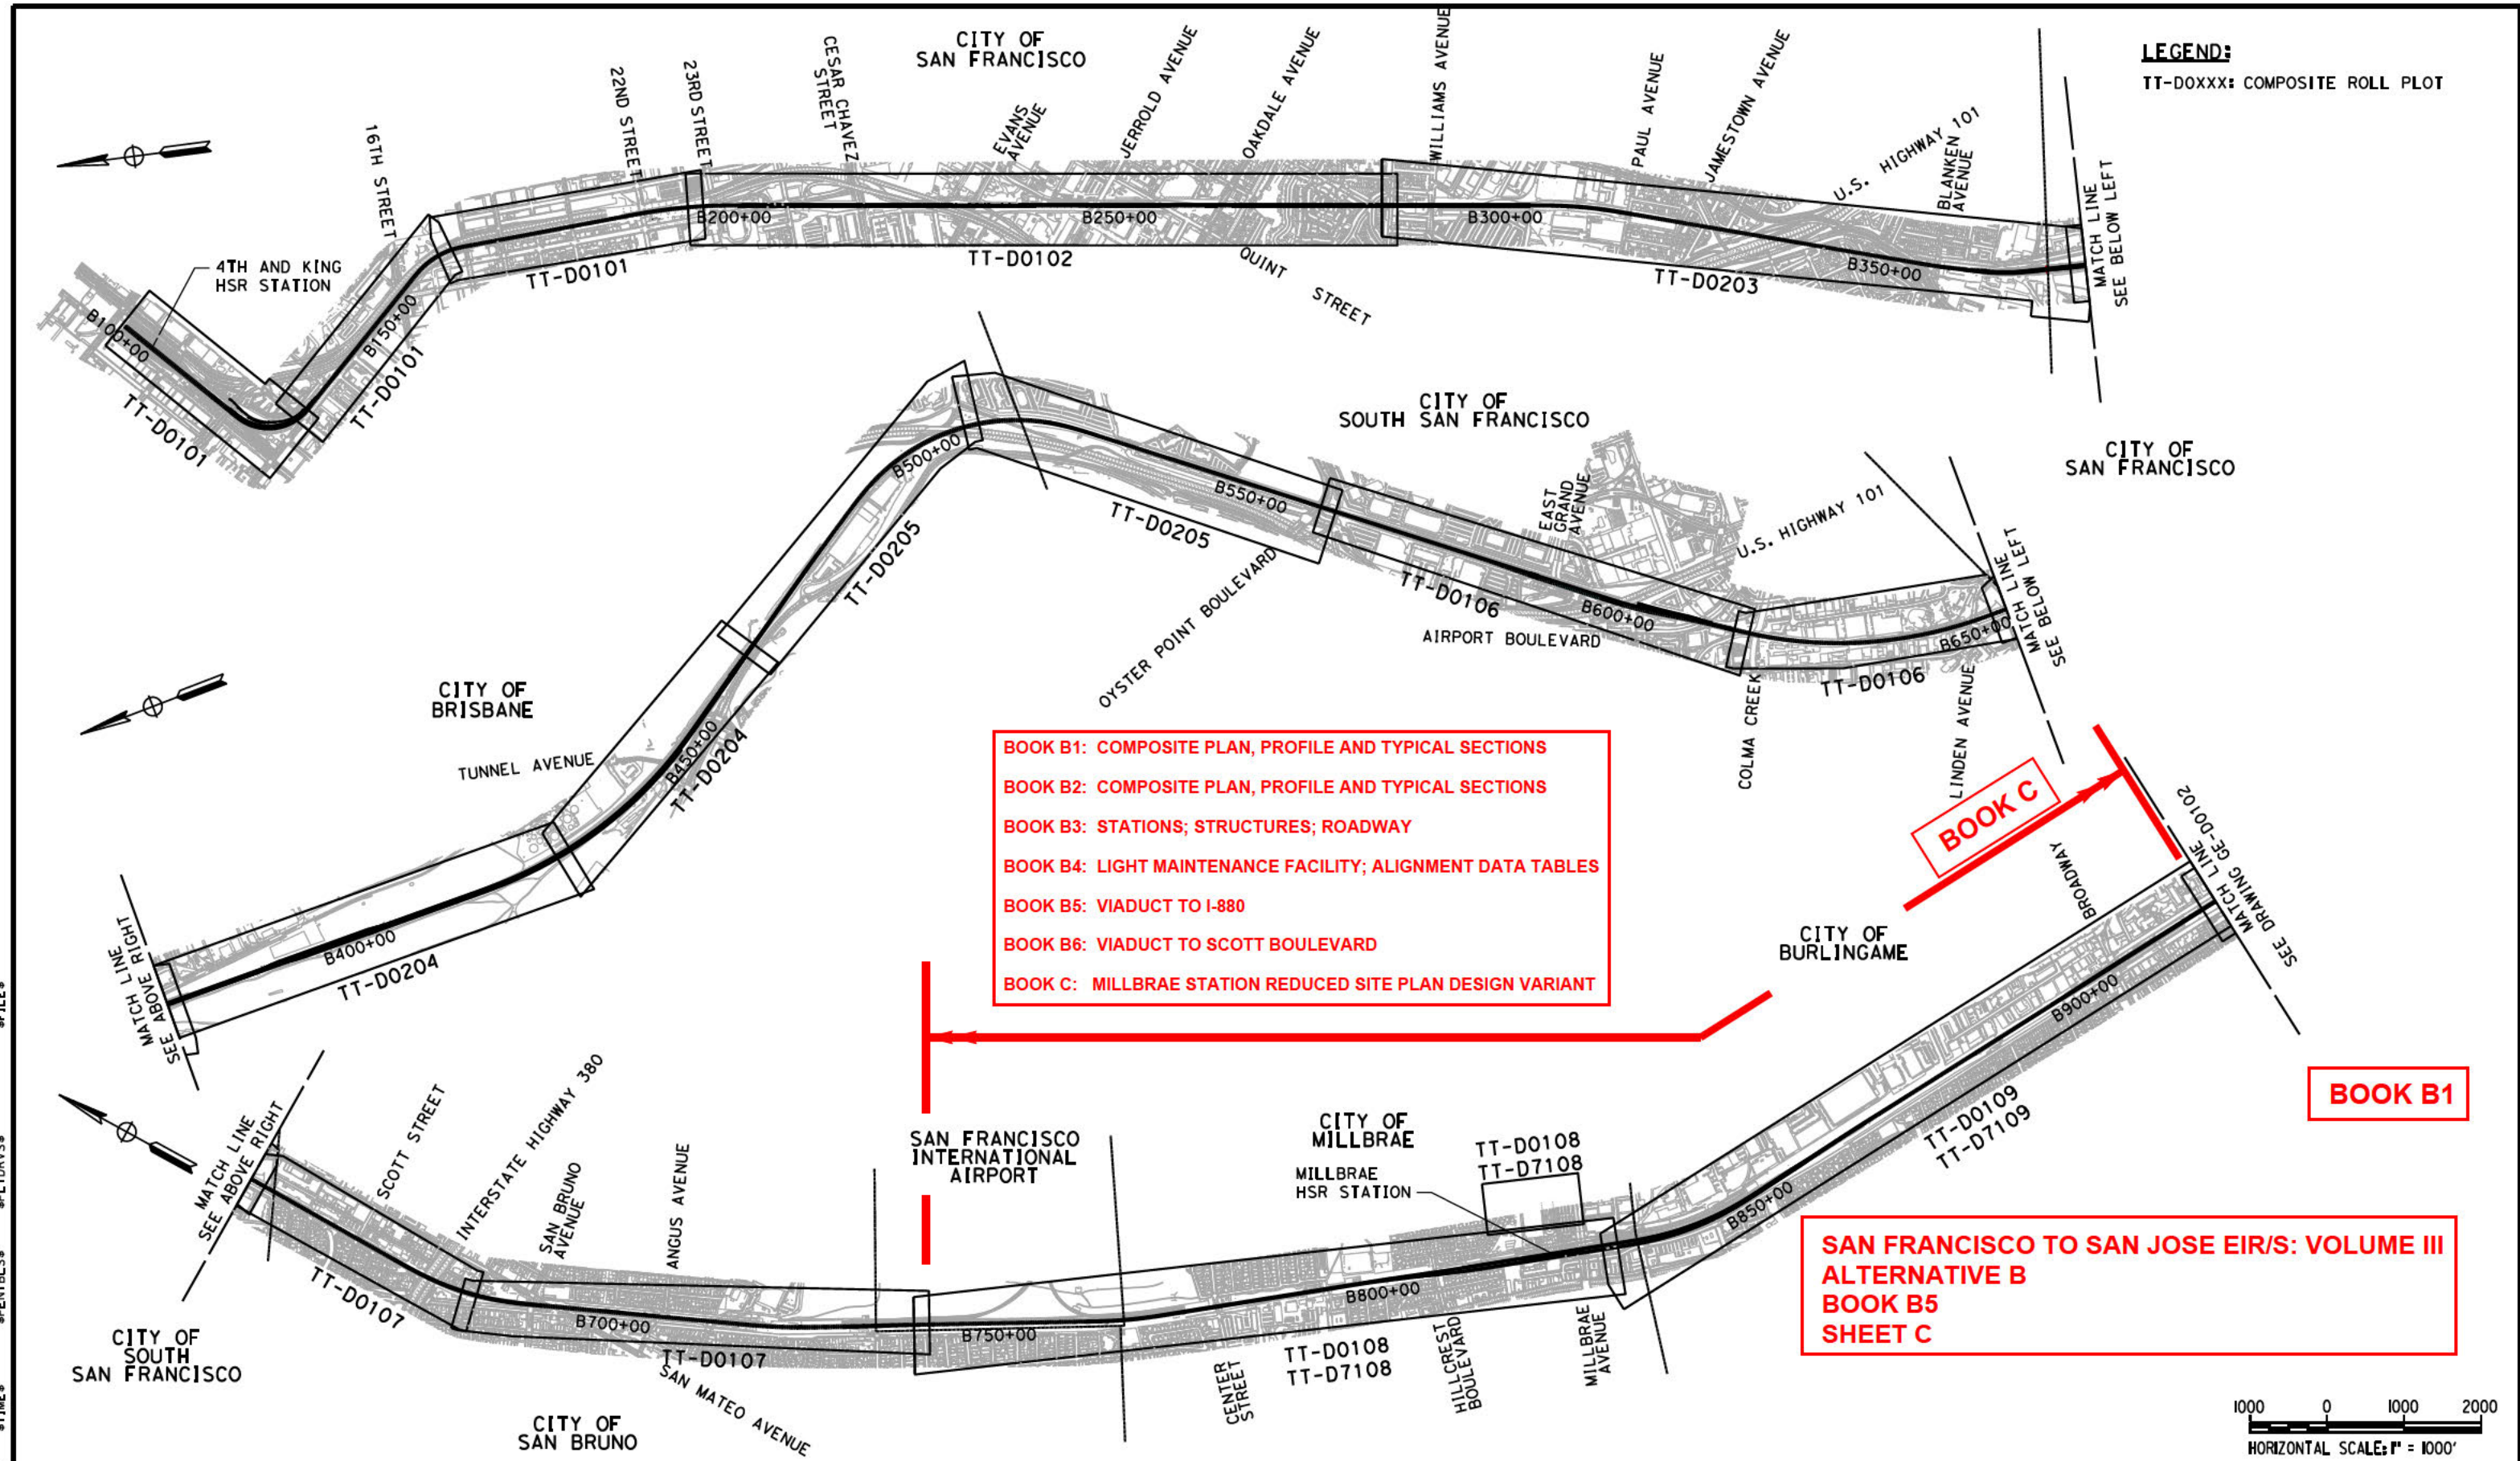 LEGEND:
TT-D0XXX: COMPOSITE ROLL PLOT
CITY OF
SAN FRANCISCO
16TH STREET
22ND STREET
23RD STREET
CESAR CHAVEZ
STREET
EVANS
AVENUE
JERROLD AVENUE
OAKDALE AVENUE
WILLIAMS AVENUE
PAUL AVENUE
JAMESTOWN AVENUE
U.S. HIGHWAY 101
BLANKEN
AVENUE
MATCH LINE
SEE BELOW LEFT
4TH AND KING
HSR STATION
B100+00
B150+00
B200+00
B250+00
B300+00
B350+00
TT-D0101
TT-D0101
TT-D0101
TT-D0102
QUINT STREET
TT-D0203
CITY OF
SOUTH SAN FRANCISCO
CITY OF
SAN FRANCISCO
B500+00
B550+00
EAST
GRAND
AVENUE
U.S. HIGHWAY 101
TT-D0205
TT-D0205
OYSTER POINT BOULEVARD
TT-D0106
B600+00
AIRPORT BOULEVARD
B650+00
TT-D0106
MATCH LINE
SEE BELOW LEFT
COLMA CREEK
LINDEN AVENUE
CITY OF
BRISBANE
TUNNEL AVENUE
B450+00
TT-D0204
B400+00
TT-D0204
MATCH LINE
SEE ABOVE RIGHT
BOOK B1: COMPOSITE PLAN, PROFILE AND TYPICAL SECTIONS
BOOK B2: COMPOSITE PLAN, PROFILE AND TYPICAL SECTIONS
BOOK B3: STATIONS; STRUCTURES; ROADWAY
BOOK B4: LIGHT MAINTENANCE FACILITY; ALIGNMENT DATA TABLES
BOOK B5: VIADUCT TO I-880
BOOK B6: VIADUCT TO SCOTT BOULEVARD
BOOK C: MILLBRAE STATION REDUCED SITE PLAN DESIGN VARIANT
BOOK C
BROADWAY
MATCH LINE
SEE DRAWING GE-D0102
CITY OF
BURLINGAME
B900+00
BOOK B1
MATCH LINE
SEE ABOVE RIGHT
SCOTT STREET
INTERSTATE HIGHWAY 380
SAN BRUNO
AVENUE
ANGUS AVENUE
SAN FRANCISCO
INTERNATIONAL
AIRPORT
CITY OF
MILLBRAE
MILLBRAE
HSR STATION
TT-D0108
TT-D7108
B850+00
TT-D0109
TT-D7109
TT-D0107
B700+00
TT-D0107
B750+00
B800+00
TT-D0108
TT-D7108
CENTER
STREET
HILLCREST
BOULEVARD
MILLBRAE
AVENUE
SAN MATEO AVENUE
CITY OF
SOUTH
SAN FRANCISCO
CITY OF
SAN BRUNO
SAN FRANCISCO TO SAN JOSE EIR/S: VOLUME III
ALTERNATIVE B
BOOK B5
SHEET C
1000 0 1000 2000
HORIZONTAL SCALE: 1" = 1000'
$TIME$